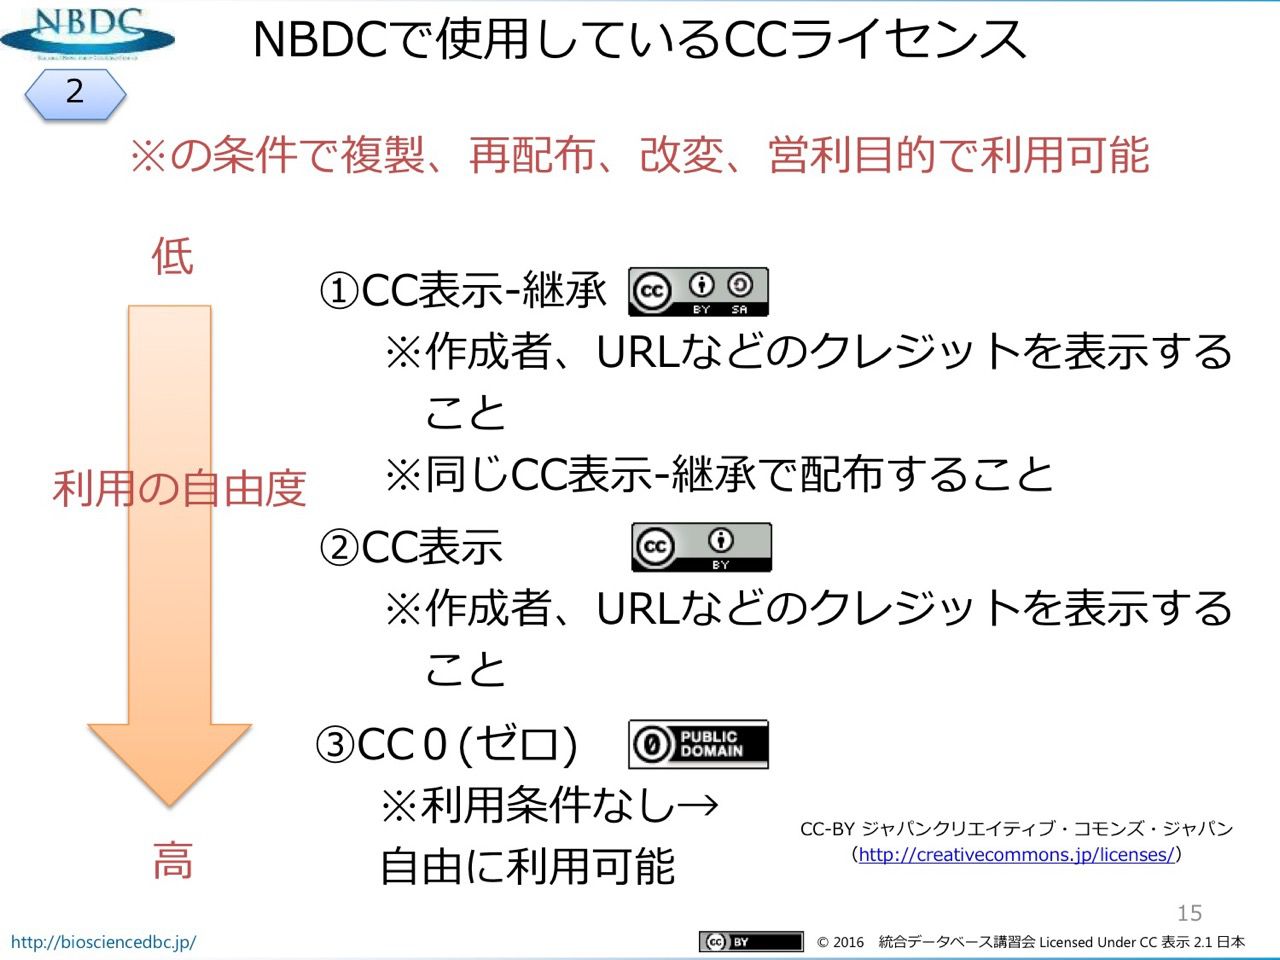 NBDC
NBDCで使用しているCCライセンス
2
※の条件で複製、再配布、改変、営利目的で利用可能
低
利用の自由度
高
①CC表示-継承
cc BY SA
※作成者、URLなどのクレジットを表示する
こと
※同じCC表示-継承で配布すること
②CC表示
cc BY
※作成者、URLなどのクレジットを表示する
こと
③CC０(ゼロ)
0 PUBLIC
DOMAIN
※利用条件なし→
自由に利用可能
CC-BY ジャパンクリエイティブ・コモンズ・ジャパン
（http://creativecommons.jp/licenses/）
15
http://biosciencedbc.jp/
cc BY
© 2016 統合データベース講習会 Licensed Under CC 表示 2.1 日本